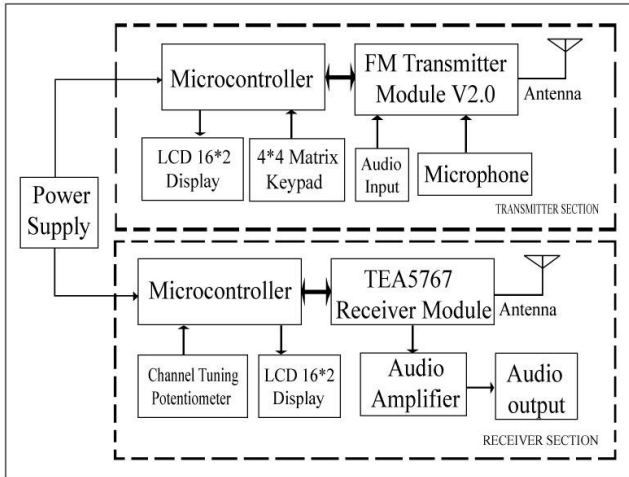 Power
Supply
Microcontroller
FM Transmitter
Module V2.0
Antenna
LCD 16*2
Display
4*4 Matrix
Keypad
Audio
Input
Microphone
TRANSMITTER SECTION
Microcontroller
TEA5767
Receiver Module
Antenna
Channel Tuning
Potentiometer
LCD 16*2
Display
Audio
Amplifier
Audio
output
RECEIVER SECTION